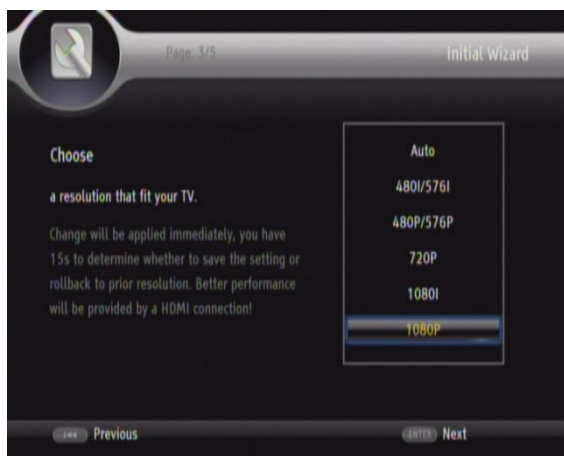 Page: 3/5
Initial Wizard
Choose
a resolution that fit your TV.
Change will be applied immediately, you have
15s to determine whether to save the setting or
rollback to prior resolution. Better performance
will be provided by a HDMI connection!
Auto
480I/576I
480P/576P
720P
1080I
1080P
Previous
ENTER Next